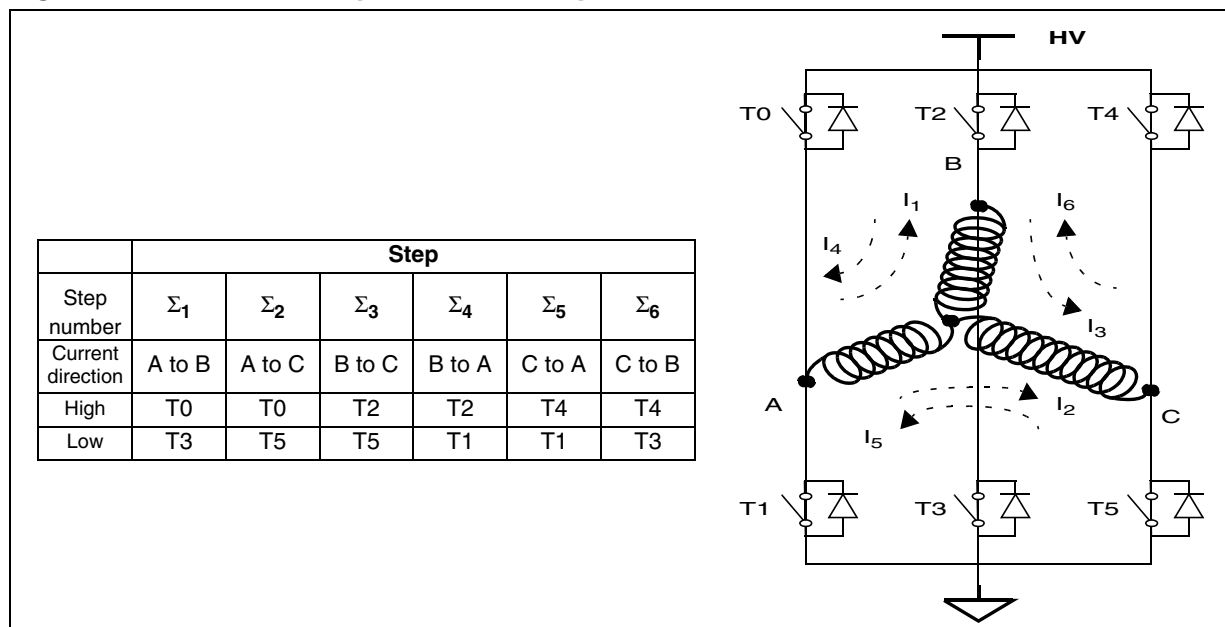 Step
Step number Σ1 Σ2 Σ3 Σ4 Σ5 Σ6
Current direction A to B A to C B to C B to A C to A C to B
High T0 T0 T2 T2 T4 T4
Low T3 T5 T5 T1 T1 T3
HV
T0 T2 T4
B
I1 I6
I4
I3
A I2 C
I5
T1 T3 T5